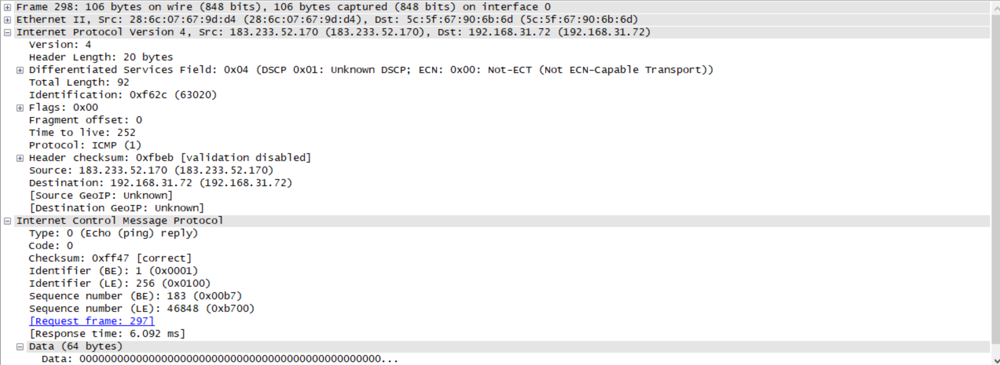 Frame 298: 106 bytes on wire (848 bits), 106 bytes captured (848 bits) on interface 0
Ethernet II, Src: 28:6c:07:67:9d:d4 (28:6c:07:67:9d:d4), Dst: 5c:5f:67:90:6b:6d (5c:5f:67:90:6b:6d)
Internet Protocol Version 4, Src: 183.233.52.170 (183.233.52.170), Dst: 192.168.31.72 (192.168.31.72)
Version: 4
Header Length: 20 bytes
Differentiated Services Field: 0x04 (DSCP 0x01: Unknown DSCP; ECN: 0x00: Not-ECT (Not ECN-Capable Transport))
Total Length: 92
Identification: 0xf62c (63020)
Flags: 0x00
Fragment offset: 0
Time to live: 252
Protocol: ICMP (1)
Header checksum: 0xfbeb [validation disabled]
Source: 183.233.52.170 (183.233.52.170)
Destination: 192.168.31.72 (192.168.31.72)
[Source GeoIP: Unknown]
[Destination GeoIP: Unknown]
Internet Control Message Protocol
Type: 0 (Echo (ping) reply)
Code: 0
Checksum: 0xff47 [correct]
Identifier (BE): 1 (0x0001)
Identifier (LE): 256 (0x0100)
Sequence number (BE): 183 (0x00b7)
Sequence number (LE): 46848 (0xb700)
[Request frame: 297]
[Response time: 6.092 ms]
Data (64 bytes)
Data: 000000000000000000000000000000000000000000000000...